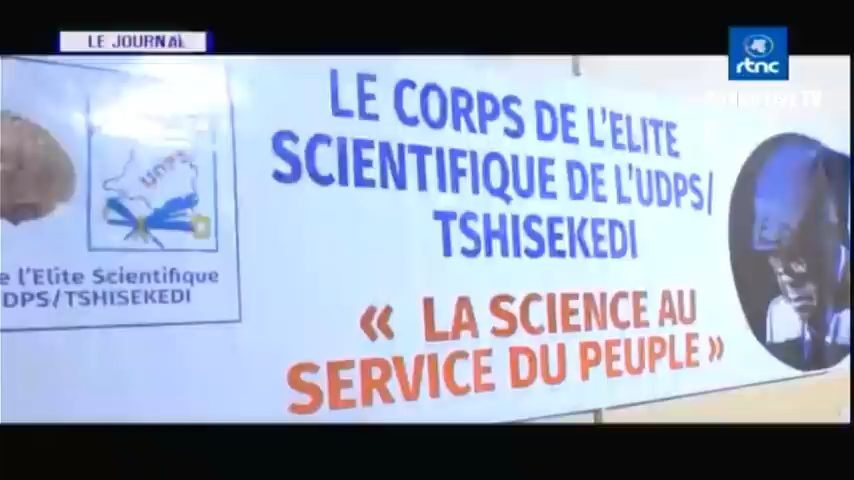 LE JOURNAL
rtnc
LE CORPS DE L'ELITE
SCIENTIFIQUE DE L'UDPS/
TSHISEKEDI
« LA SCIENCE AU
SERVICE DU PEUPLE »
UDPS
e l'Elite Scientifique
DPS/TSHISEKEDI